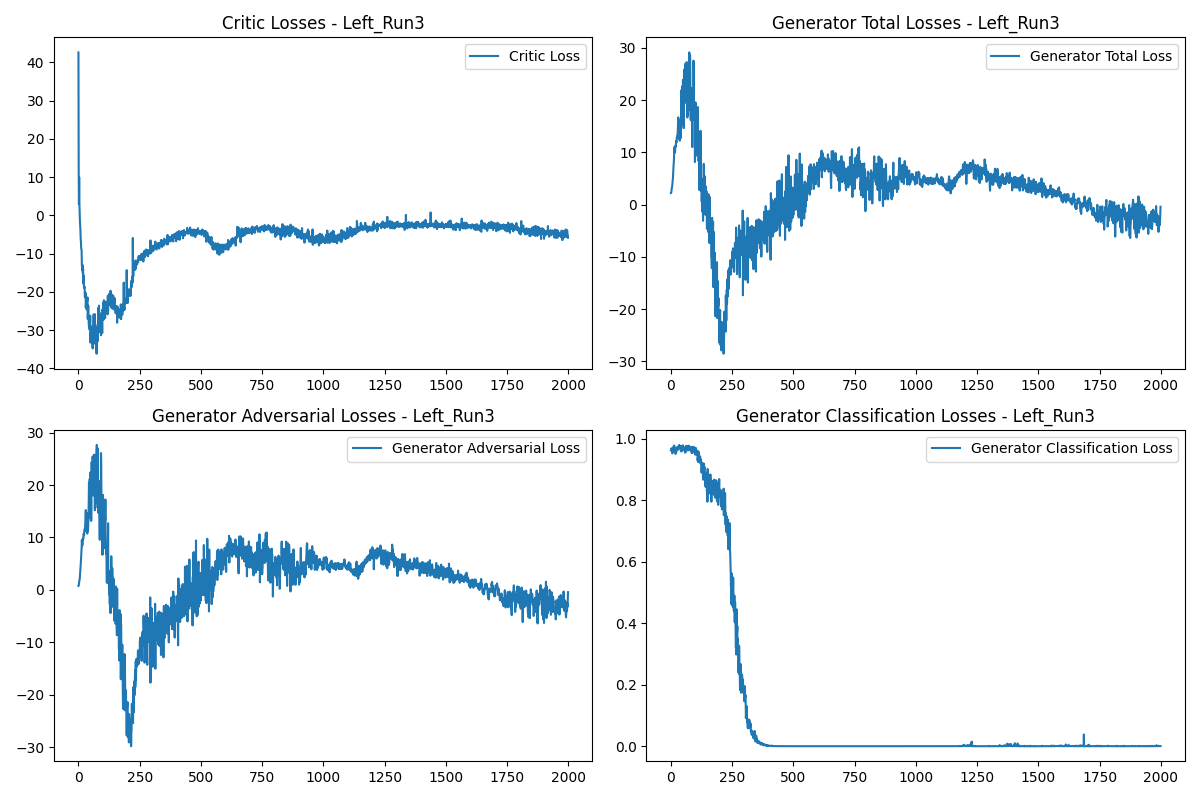 Critic Losses - Left_Run3
Critic Loss
40
30
20
10
0
−10
−20
−30
−40
0 250 500 750 1000 1250 1500 1750 2000
Generator Total Losses - Left_Run3
Generator Total Loss
30
20
10
0
−10
−20
−30
0 250 500 750 1000 1250 1500 1750 2000
Generator Adversarial Losses - Left_Run3
Generator Adversarial Loss
30
20
10
0
−10
−20
−30
0 250 500 750 1000 1250 1500 1750 2000
Generator Classification Losses - Left_Run3
Generator Classification Loss
1.0
0.8
0.6
0.4
0.2
0.0
0 250 500 750 1000 1250 1500 1750 2000